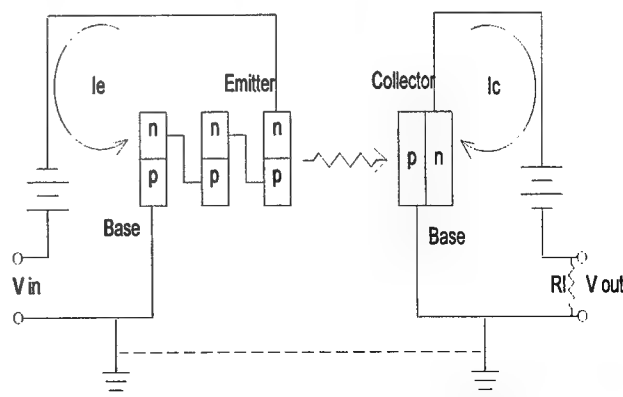 Ie
Emitter
Collector
Ic
n n n
p p p
p n
Base
Base
V in
Rl V out